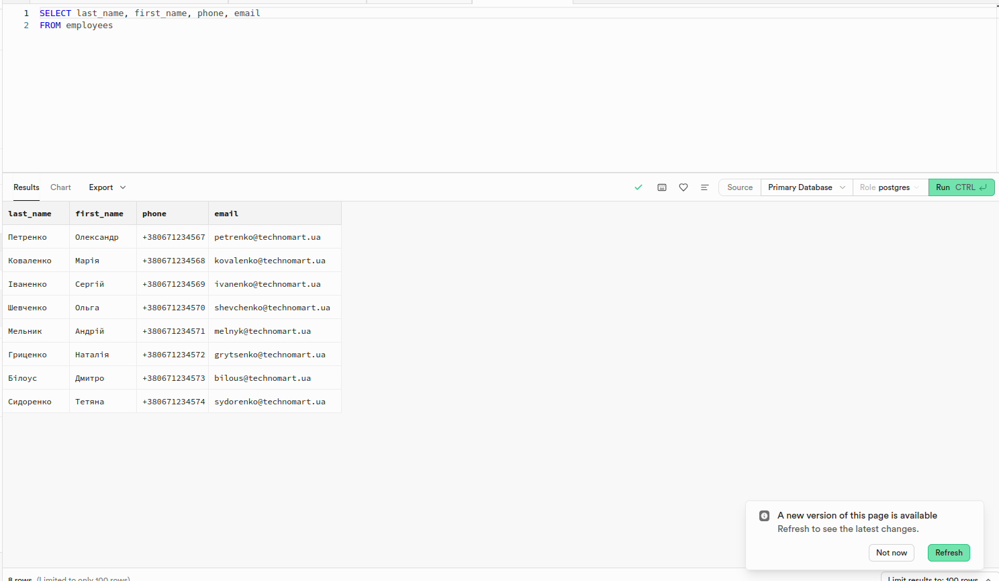 1 SELECT last_name, first_name, phone, email
2 FROM employees
Results Chart Export Source Primary Database Role postgres Run CTRL
last_name first_name phone email
Петренко Олександр +380671234567 petrenko@technomart.ua
Коваленко Марія +380671234568 kovalenko@technomart.ua
Іваненко Сергій +380671234569 ivanenko@technomart.ua
Шевченко Ольга +380671234570 shevchenko@technomart.ua
Мельник Андрій +380671234571 melnyk@technomart.ua
Гриценко Наталія +380671234572 grytsenko@technomart.ua
Білоус Дмитро +380671234573 bilous@technomart.ua
Сидоренко Тетяна +380671234574 sydorenko@technomart.ua
A new version of this page is available
Refresh to see the latest changes.
Not now Refresh
8 rows (Limited to only 100 rows) Limit results to: 100 rows